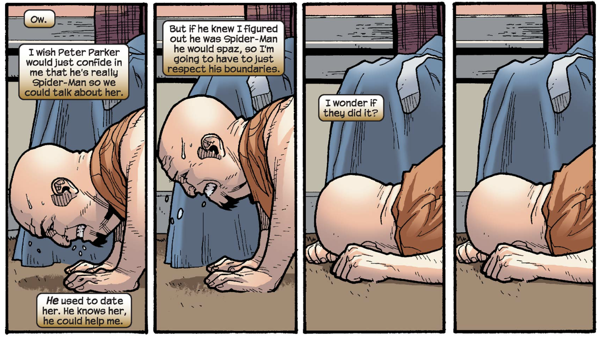 Ow.
I wish Peter Parker
would just confide in
me that he's really
Spider-Man so we
could talk about her.
He used to date
her. He knows her,
he could help me.
But if he knew I figured
out he was Spider-Man
he would spaz, so I'm
going to have to just
respect his boundaries.
I wonder if
they did it?